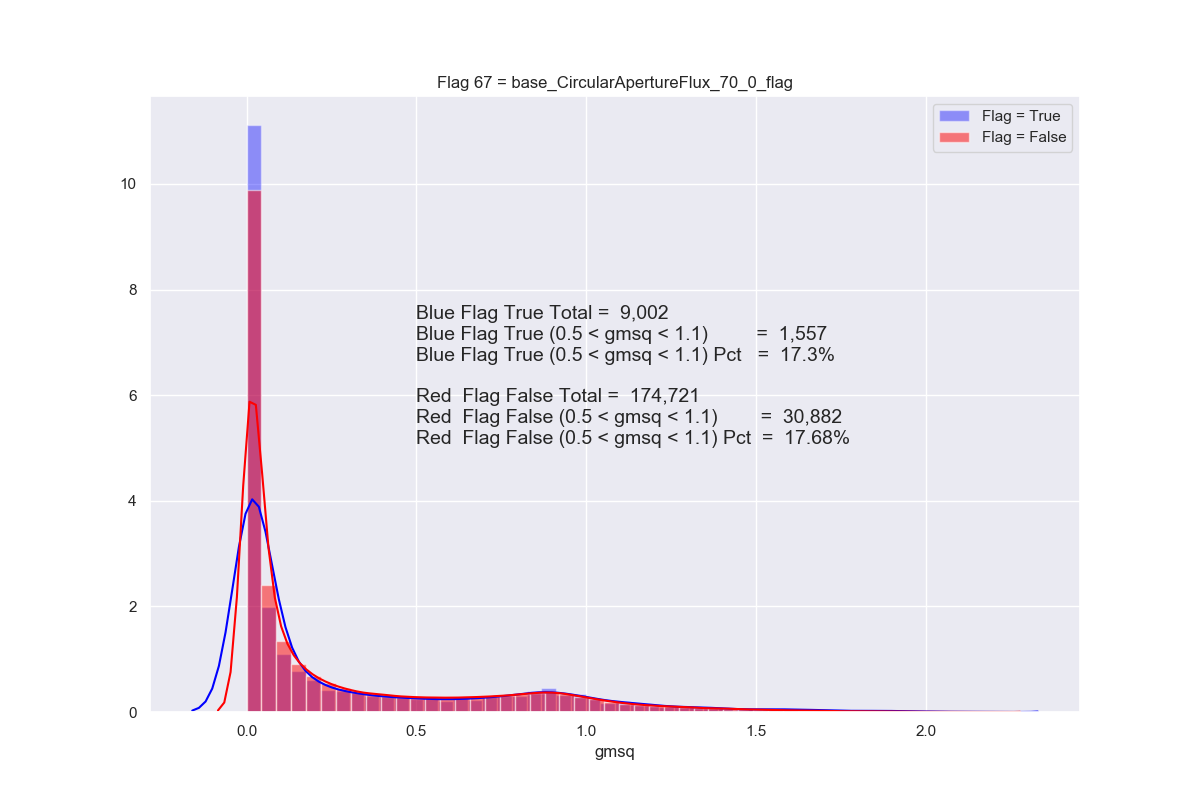 Flag 67 = base_CircularApertureFlux_70_0_flag
Flag = True
Flag = False
10
8
Blue Flag True Total = 9,002
Blue Flag True (0.5 < gmsq < 1.1) = 1,557
Blue Flag True (0.5 < gmsq < 1.1) Pct = 17.3%
6
Red Flag False Total = 174,721
Red Flag False (0.5 < gmsq < 1.1) = 30,882
Red Flag False (0.5 < gmsq < 1.1) Pct = 17.68%
4
2
0
0.0 0.5 1.0 1.5 2.0
gmsq